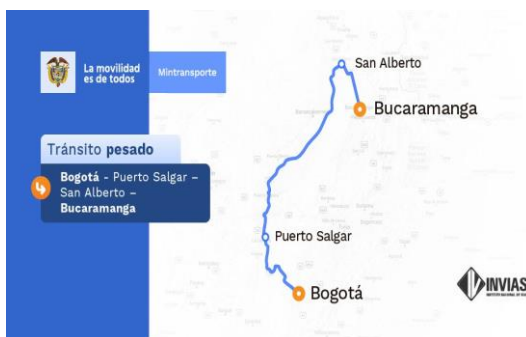 La movilidad
es de todos
Mintransporte
Tránsito pesado
Bogotá - Puerto Salgar –
San Alberto –
Bucaramanga
San Alberto
Bucaramanga
Puerto Salgar
Bogotá
INVIAS